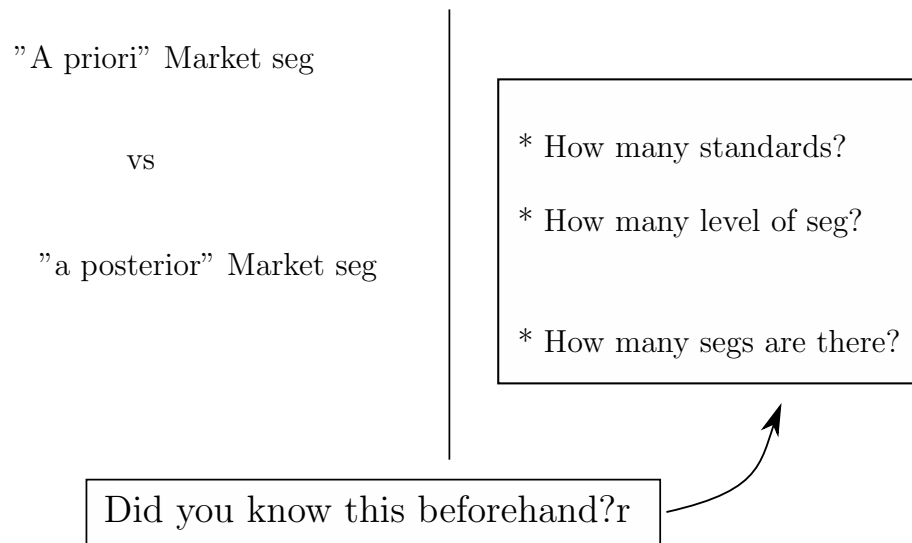 ”A priori” Market seg
vs
”a posterior” Market seg
* How many standards?
* How many level of seg?
* How many segs are there?
Did you know this beforehand?r